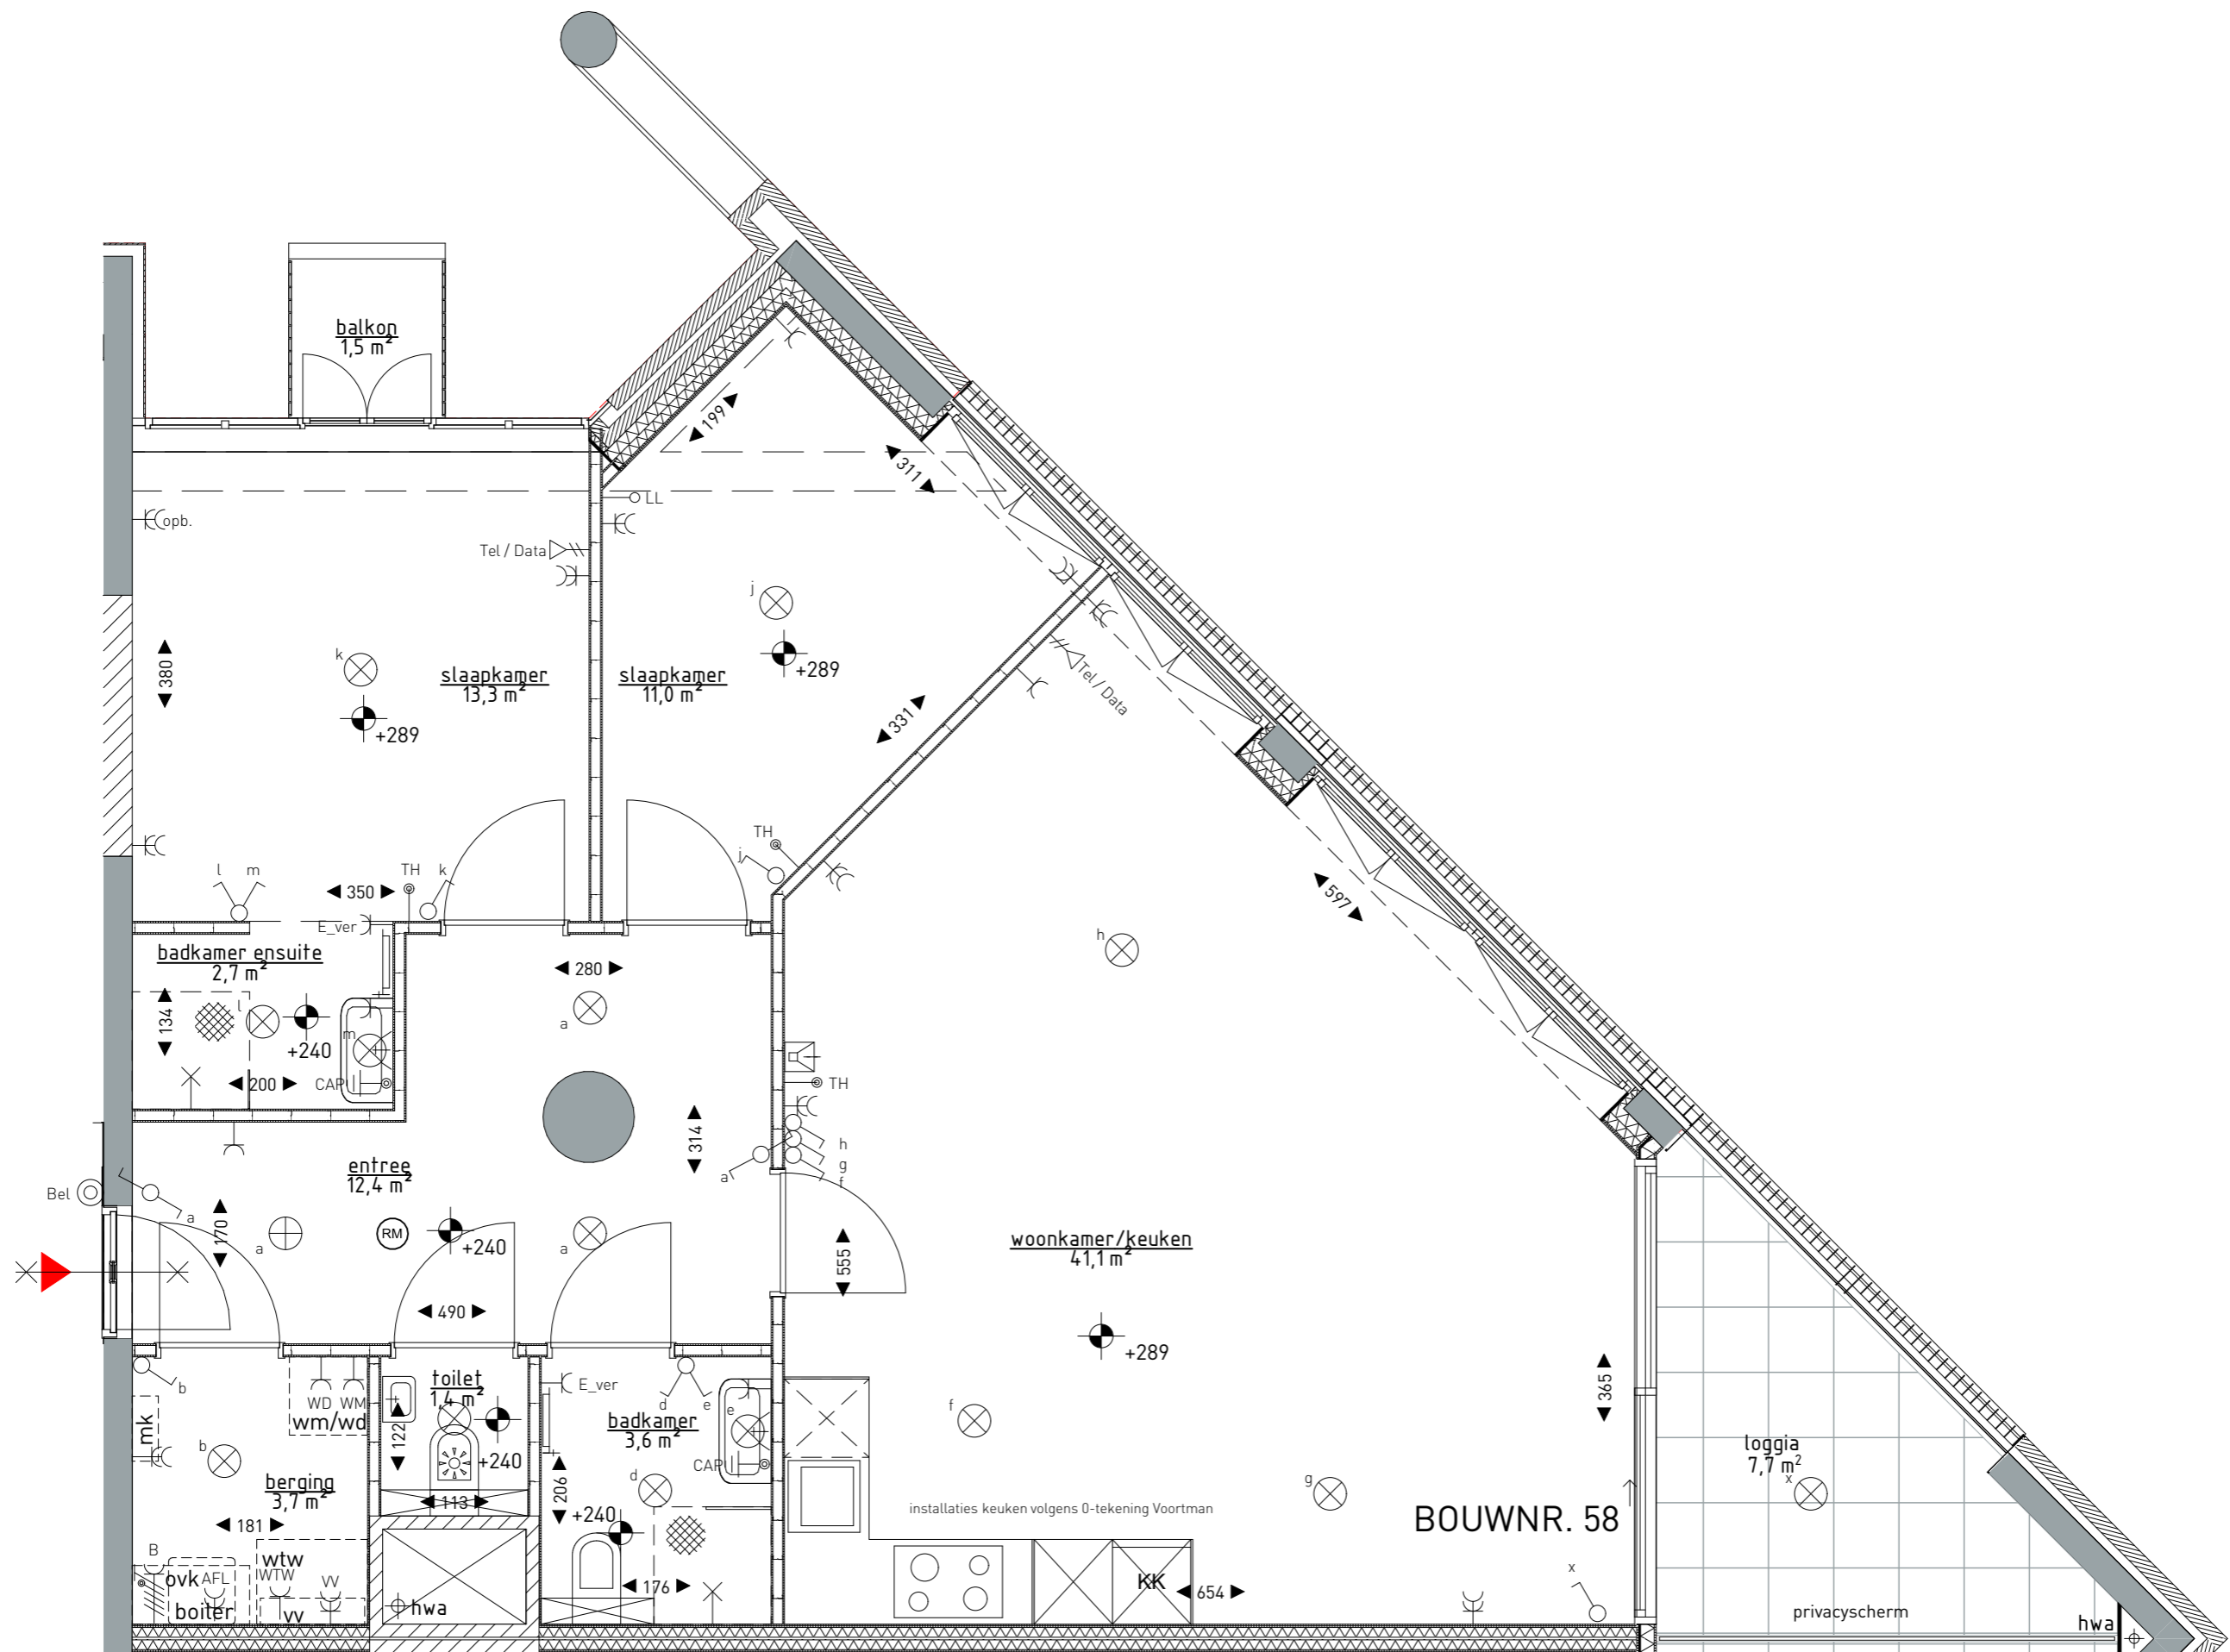 balkon
1,5 m²
199
311
opb.
LL
Tel / Data
j
k
380
slaapkamer
13,3 m²
slaapkamer
11,0 m²
+289
+289
Tel / Data
331
TH
j
l
m
350
TH
k
E_ver
597
badkamer ensuite
2,7 m²
h
280
134
l
a
m
+240
200
CAP
TH
314
h
g
f
a
entree
12,4 m²
Bel
a
170
a
RM
+240
a
woonkamer/keuken
41,1 m²
555
490
+289
365
b
WD
WM
wm/wd
mk
toilet
1,4 m²
122
+240
113
E_ver
d
e
e
badkamer
3,6 m²
CAP
f
loggia
7,7 m²
b
berging
3,7 m²
206
d
g
x
installaties keuken volgens 0-tekening Voortman
BOUWNR. 58
181
+240
B
wtw
WTW
ovk
AFL
VV
boiler
vv
hwa
176
KK
654
x
privacyscherm
hwa